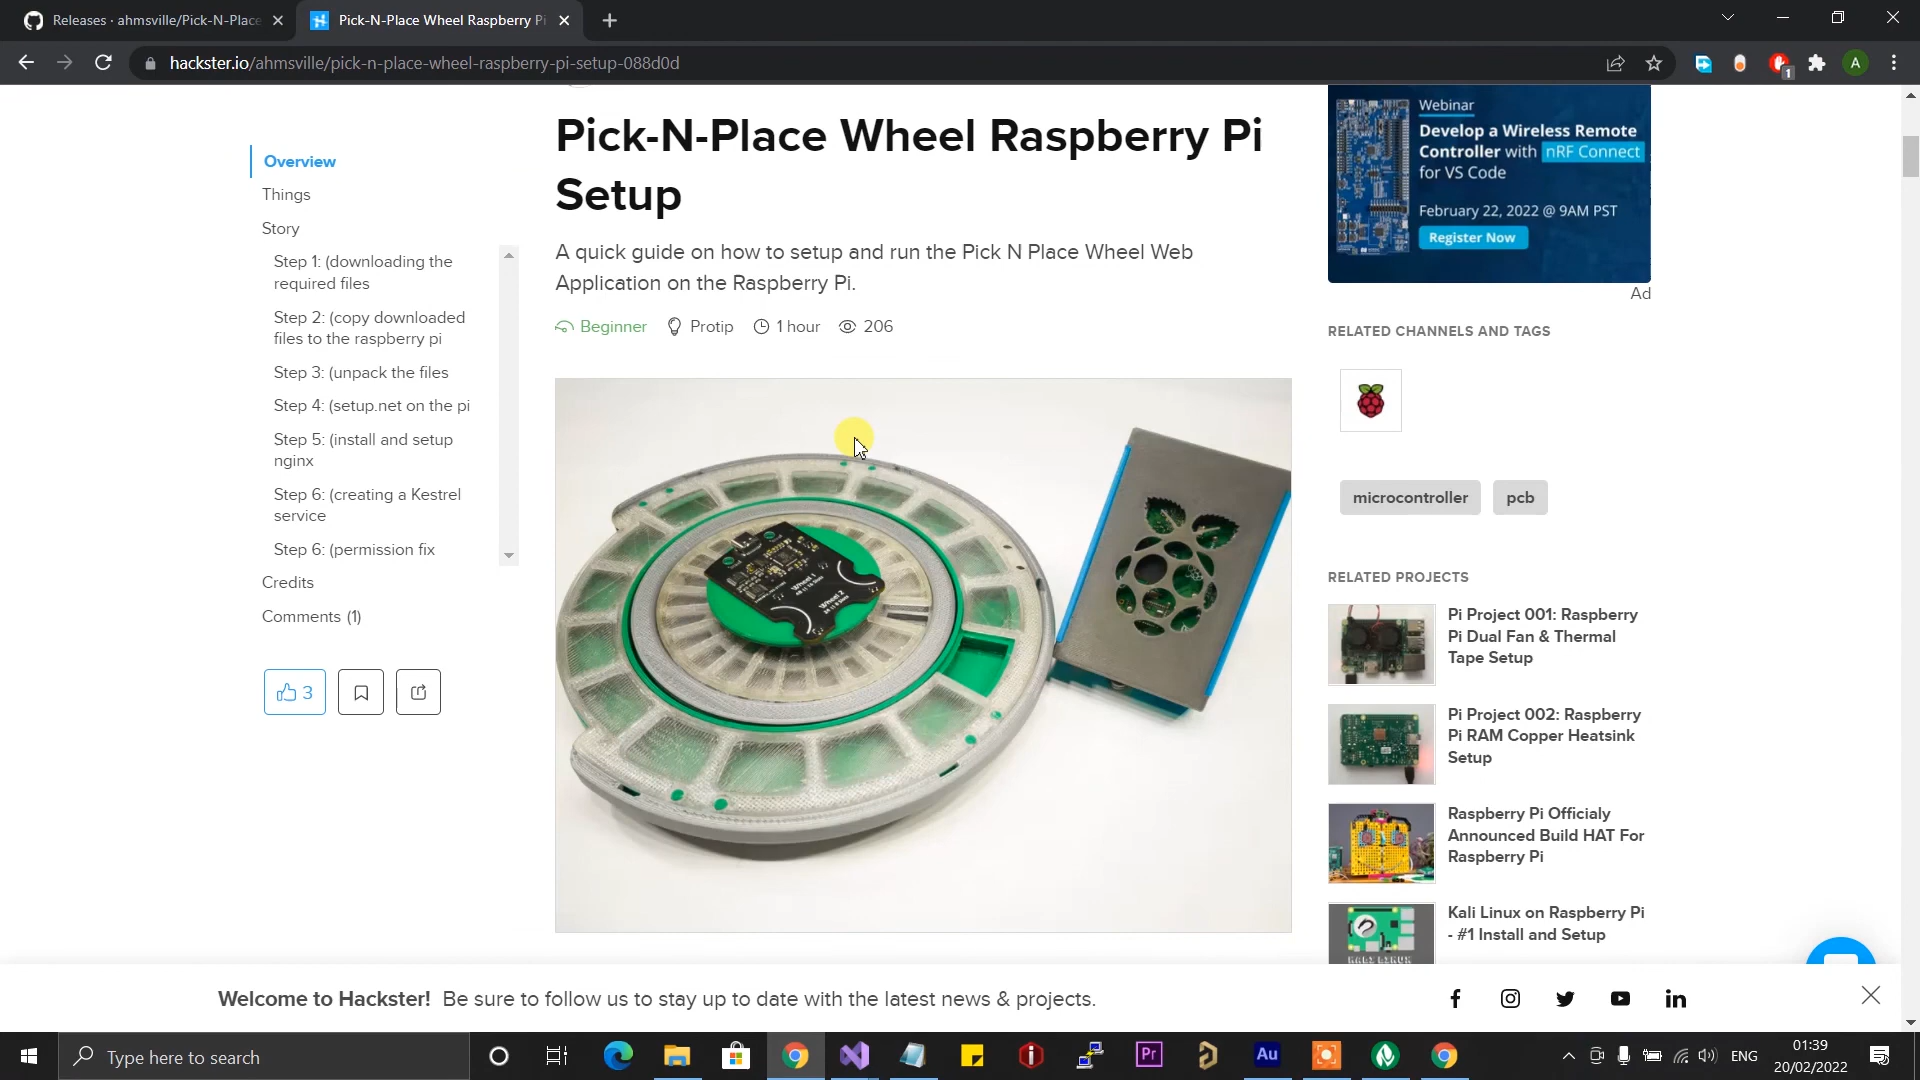 Releases · ahmsville/Pick-N-Place
Pick-N-Place Wheel Raspberry Pi
hackster.io/ahmsville/pick-n-place-wheel-raspberry-pi-setup-088d0d
1
A
Overview
Things
Story
Step 1: (downloading the
required files
Step 2: (copy downloaded
files to the raspberry pi
Step 3: (unpack the files
Step 4: (setup.net on the pi
Step 5: (install and setup
nginx
Step 6: (creating a Kestrel
service
Step 6: (permission fix
Credits
Comments (1)
3
Pick-N-Place Wheel Raspberry Pi
Setup
A quick guide on how to setup and run the Pick N Place Wheel Web
Application on the Raspberry Pi.
Beginner Protip 1 hour 206
Wheel 1
Wheel 2
Webinar
Develop a Wireless Remote
Controller with nRF Connect
for VS Code
February 22, 2022 @ 9AM PST
Register Now
Ad
RELATED CHANNELS AND TAGS
microcontroller pcb
RELATED PROJECTS
Pi Project 001: Raspberry
Pi Dual Fan & Thermal
Tape Setup
Pi Project 002: Raspberry
Pi RAM Copper Heatsink
Setup
Raspberry Pi Officialy
Announced Build HAT For
Raspberry Pi
Kali Linux on Raspberry Pi
- #1 Install and Setup
KALI LINUX
Welcome to Hackster! Be sure to follow us to stay up to date with the latest news & projects.
Type here to search
Pr
Au
ENG
01:39
20/02/2022